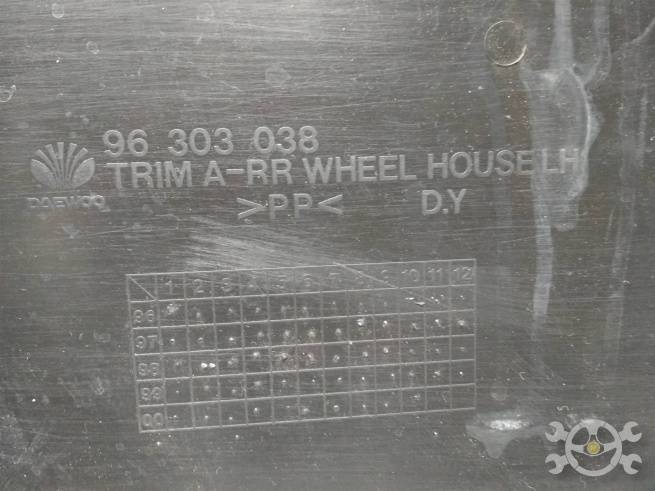 96 303 038
TRIM A-RR WHEEL HOUSE LH
DAEWOO
>PP< D.Y
1 2 3 4 5 6 7 8 9 10 11 12
96
97
98
99
00